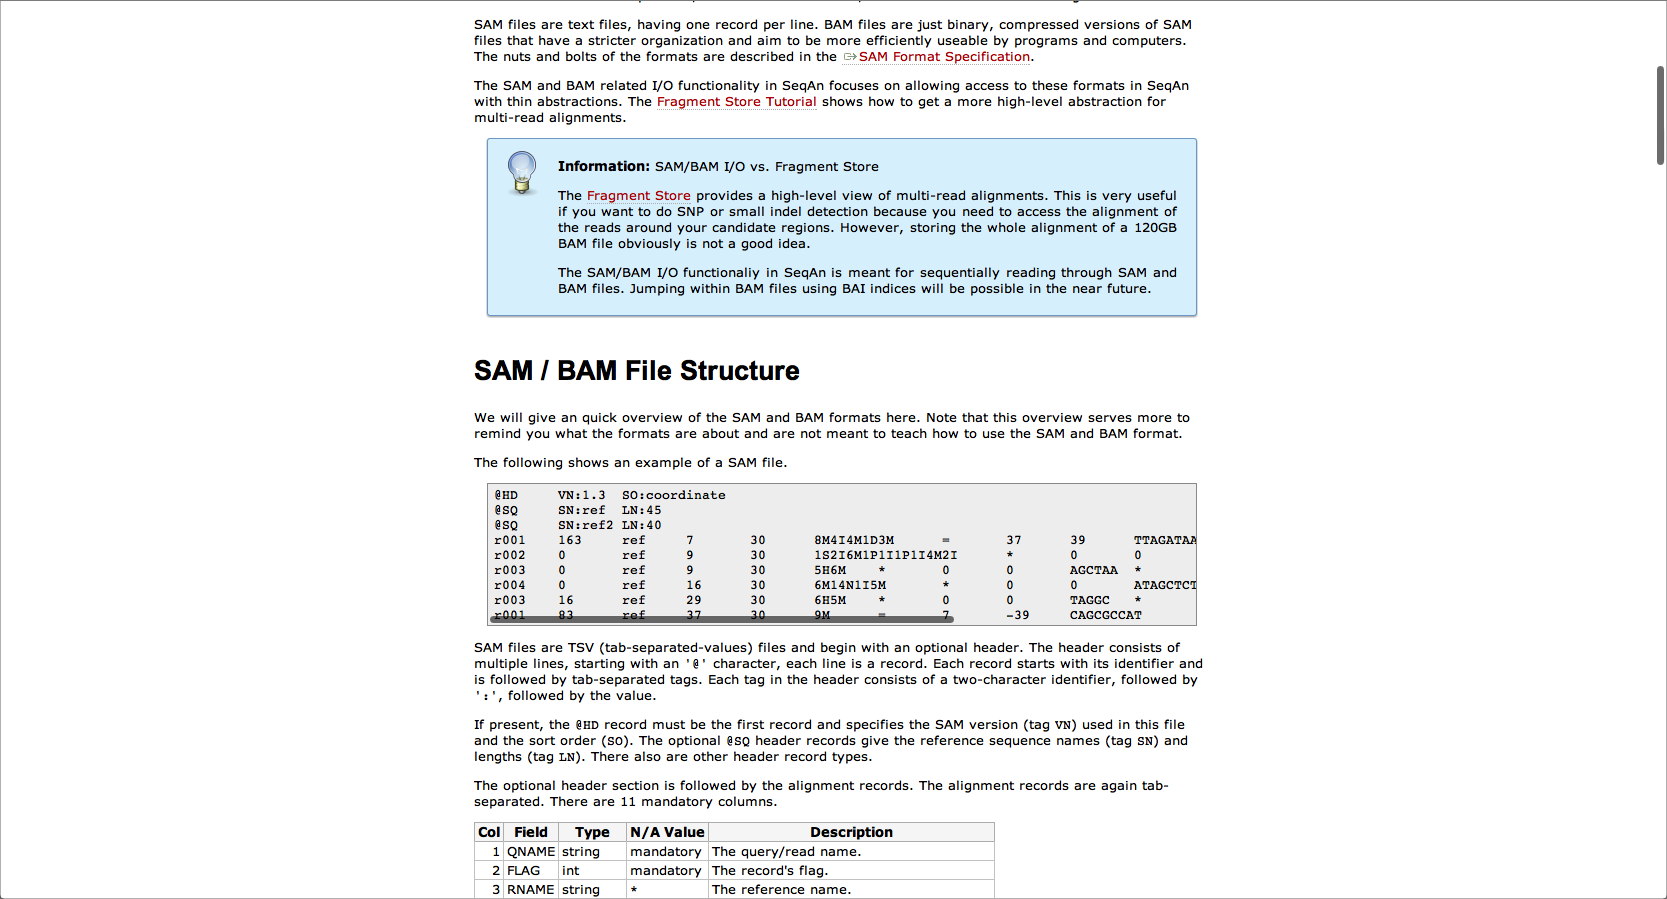 SAM files are text files, having one record per line. BAM files are just binary, compressed versions of SAM
files that have a stricter organization and aim to be more efficiently useable by programs and computers.
The nuts and bolts of the formats are described in the SAM Format Specification.
The SAM and BAM related I/O functionality in SeqAn focuses on allowing access to these formats in SeqAn
with thin abstractions. The Fragment Store Tutorial shows how to get a more high-level abstraction for
multi-read alignments.
Information: SAM/BAM I/O vs. Fragment Store
The Fragment Store provides a high-level view of multi-read alignments. This is very useful
if you want to do SNP or small indel detection because you need to access the alignment of
the reads around your candidate regions. However, storing the whole alignment of a 120GB
BAM file obviously is not a good idea.
The SAM/BAM I/O functionaliy in SeqAn is meant for sequentially reading through SAM and
BAM files. Jumping within BAM files using BAI indices will be possible in the near future.
SAM / BAM File Structure
We will give an quick overview of the SAM and BAM formats here. Note that this overview serves more to
remind you what the formats are about and are not meant to teach how to use the SAM and BAM format.
The following shows an example of a SAM file.
@HD VN:1.3 SO:coordinate
@SQ SN:ref LN:45
@SQ SN:ref2 LN:40
r001 163 ref 7 30 8M4I4M1D3M = 37 39 TTAGATAA
r002 0 ref 9 30 1S2I6M1P1I1P1I4M2I * 0 0
r003 0 ref 9 30 5H6M * 0 0 AGCTAA *
r004 0 ref 16 30 6M14N1I5M * 0 0 ATAGCTCT
r003 16 ref 29 30 6H5M * 0 0 TAGGC *
r001 83 ref 37 30 9M = 7 -39 CAGCGCCAT
SAM files are TSV (tab-separated-values) files and begin with an optional header. The header consists of
multiple lines, starting with an '@' character, each line is a record. Each record starts with its identifier and
is followed by tab-separated tags. Each tag in the header consists of a two-character identifier, followed by
':', followed by the value.
If present, the @HD record must be the first record and specifies the SAM version (tag VN) used in this file
and the sort order (SO). The optional @SQ header records give the reference sequence names (tag SN) and
lengths (tag LN). There also are other header record types.
The optional header section is followed by the alignment records. The alignment records are again tab-
separated. There are 11 mandatory columns.
Col Field Type N/A Value Description
1 QNAME string mandatory The query/read name.
2 FLAG int mandatory The record's flag.
3 RNAME string * The reference name.